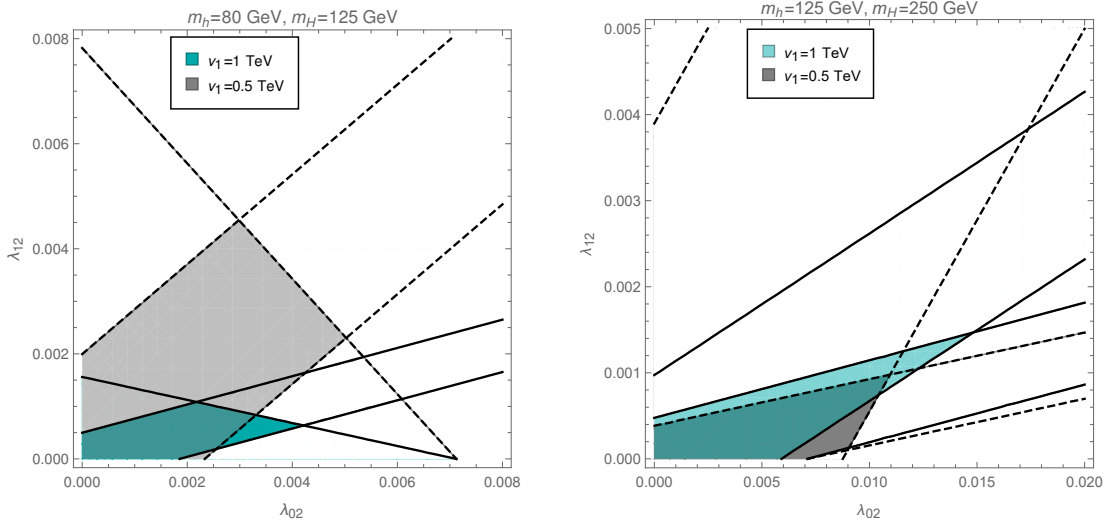 m_h=80 GeV, m_H=125 GeV
v_1=1 TeV
v_1=0.5 TeV
0.008
0.006
0.004
0.002
0.000
λ_12
0.000
0.002
0.004
0.006
0.008
λ_02
m_h=125 GeV, m_H=250 GeV
v_1=1 TeV
v_1=0.5 TeV
0.005
0.004
0.003
0.002
0.001
0.000
λ_12
0.000
0.005
0.010
0.015
0.020
λ_02